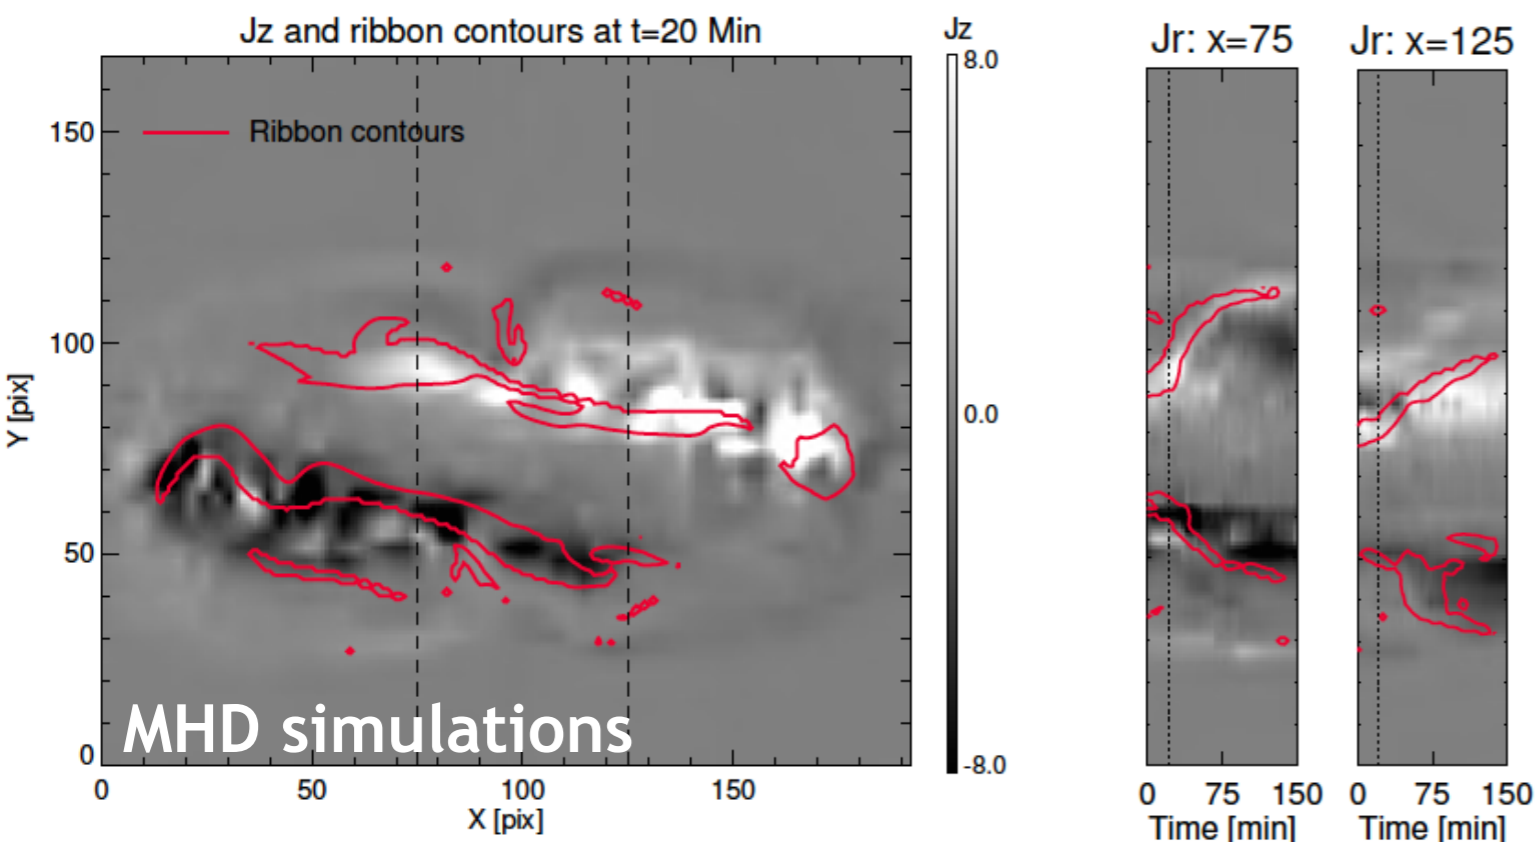 Jz and ribbon contours at t=20 Min
Jz
Jr: x=75
Jr: x=125
8.0
0.0
-8.0
Ribbon contours
150
100
50
0
Y [pix]
MHD simulations
0 50 100 150
X [pix]
0 75 150
Time [min]
0 75 150
Time [min]